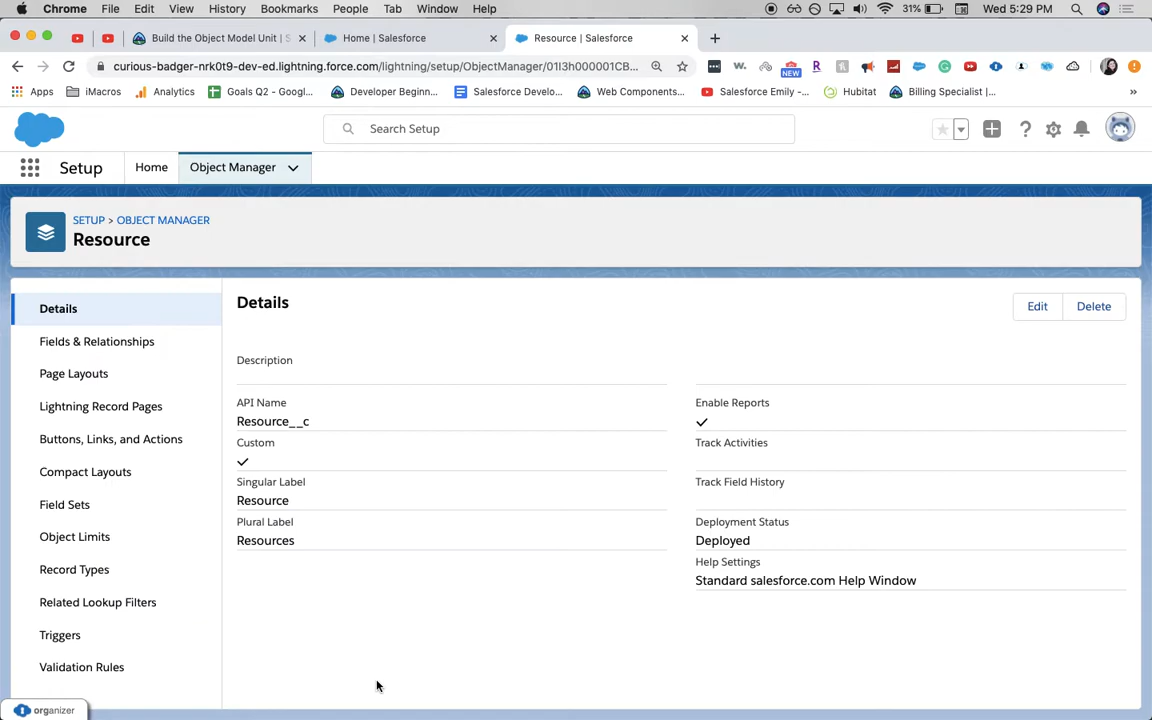 Chrome File Edit View History Bookmarks People Tab Window Help 31% Wed 5:29 PM
Build the Object Model Unit | S Home | Salesforce Resource | Salesforce
curious-badger-nrk0t9-dev-ed.lightning.force.com/lightning/setup/ObjectManager/01I3h000001CB...
NEW
Apps iMacros Analytics Goals Q2 - Googl... Developer Beginn... Salesforce Develo... Web Components... Salesforce Emily -... Hubitat Billing Specialist |... »
Search Setup
Setup Home Object Manager
SETUP > OBJECT MANAGER
Resource
Details
Fields & Relationships
Page Layouts
Lightning Record Pages
Buttons, Links, and Actions
Compact Layouts
Field Sets
Object Limits
Record Types
Related Lookup Filters
Triggers
Validation Rules
Details
Edit Delete
Description
API Name
Resource__c
Custom
Singular Label
Resource
Plural Label
Resources
Enable Reports
Track Activities
Track Field History
Deployment Status
Deployed
Help Settings
Standard salesforce.com Help Window
organizer